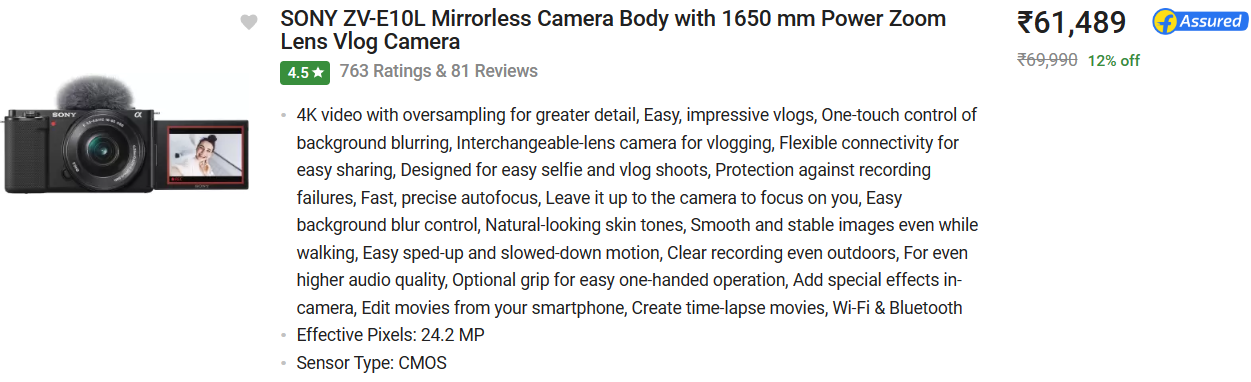 SONY ZV-E10L Mirrorless Camera Body with 1650 mm Power Zoom
Lens Vlog Camera
4.5★ 763 Ratings & 81 Reviews
4K video with oversampling for greater detail, Easy, impressive vlogs, One-touch control of
background blurring, Interchangeable-lens camera for vlogging, Flexible connectivity for
easy sharing, Designed for easy selfie and vlog shoots, Protection against recording
failures, Fast, precise autofocus, Leave it up to the camera to focus on you, Easy
background blur control, Natural-looking skin tones, Smooth and stable images even while
walking, Easy sped-up and slowed-down motion, Clear recording even outdoors, For even
higher audio quality, Optional grip for easy one-handed operation, Add special effects in-
camera, Edit movies from your smartphone, Create time-lapse movies, Wi-Fi & Bluetooth
Effective Pixels: 24.2 MP
Sensor Type: CMOS
₹61,489
f Assured
₹69,990 12% off
SONY α
SONY